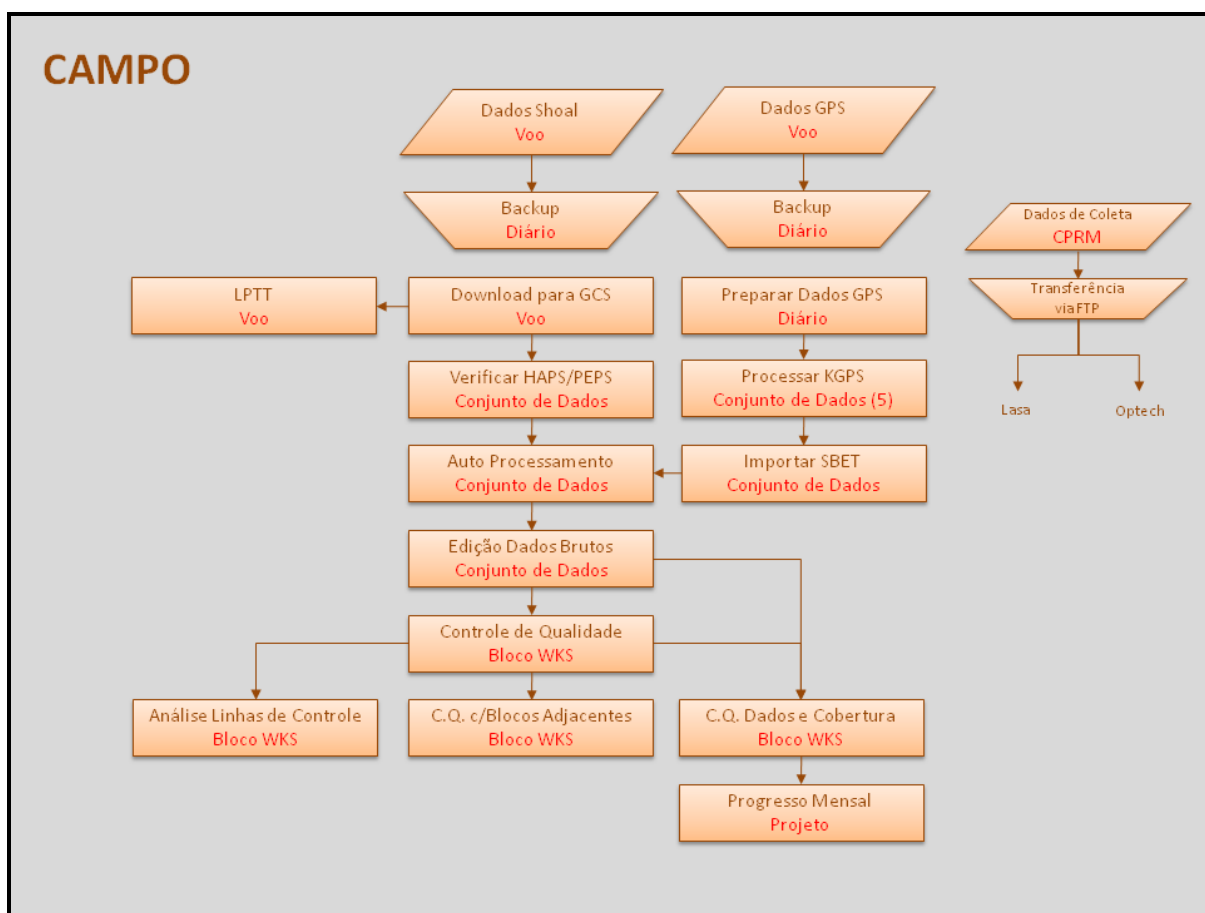 CAMPO
Dados Shoal
Voo
Dados GPS
Voo
Backup
Diário
Backup
Diário
Dados de Coleta
CPRM
Transferência
via FTP
Lasa
Optech
LPTT
Voo
Download para GCS
Voo
Preparar Dados GPS
Diário
Verificar HAPS/PEPS
Conjunto de Dados
Processar KGPS
Conjunto de Dados (5)
Auto Processamento
Conjunto de Dados
Importar SBET
Conjunto de Dados
Edição Dados Brutos
Conjunto de Dados
Controle de Qualidade
Bloco WKS
Análise Linhas de Controle
Bloco WKS
C.Q. c/Blocos Adjacentes
Bloco WKS
C.Q. Dados e Cobertura
Bloco WKS
Progresso Mensal
Projeto